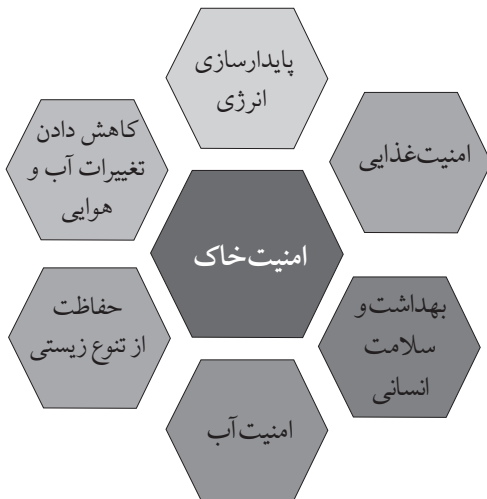 پایدارسازی
انرژی
امنیت غذایی
کاهش دادن
تغییرات آب و
هوایی
امنیت خاک
بهداشت و
سلامت
انسانی
حفاظت
از تنوع زیستی
امنیت آب